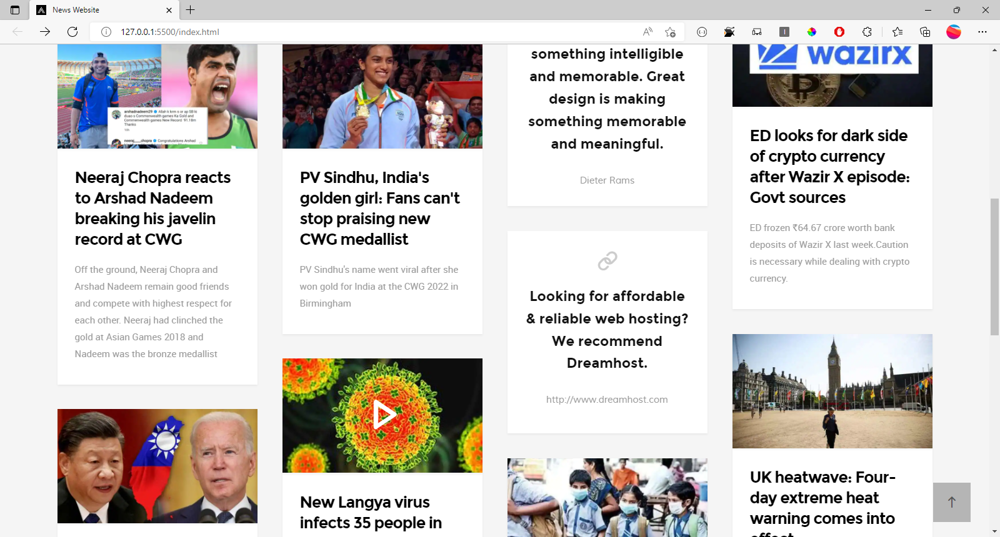 News Website
127.0.0.1:5500/index.html
arshadnadeem29 Allah k krm s or ap SB ki
duao s Commonwealth games Ka Gold and
Commonwealth games New Record 91.18m
Thanks
10h
neeraj____chopra Congratulations Arshad
Neeraj Chopra reacts
to Arshad Nadeem
breaking his javelin
record at CWG
Off the ground, Neeraj Chopra and
Arshad Nadeem remain good friends
and compete with highest respect for
each other. Neeraj had clinched the
gold at Asian Games 2018 and
Nadeem was the bronze medallist
PV Sindhu, India's
golden girl: Fans can't
stop praising new
CWG medallist
PV Sindhu's name went viral after she
won gold for India at the CWG 2022 in
Birmingham
New Langya virus
infects 35 people in
something intelligible
and memorable. Great
design is making
something memorable
and meaningful.
Dieter Rams
Looking for affordable
& reliable web hosting?
We recommend
Dreamhost.
http://www.dreamhost.com
wazirx
ED looks for dark side
of crypto currency
after Wazir X episode:
Govt sources
ED frozen ₹64.67 crore worth bank
deposits of Wazir X last week.Caution
is necessary while dealing with crypto
currency.
UK heatwave: Four-
day extreme heat
warning comes into
effect